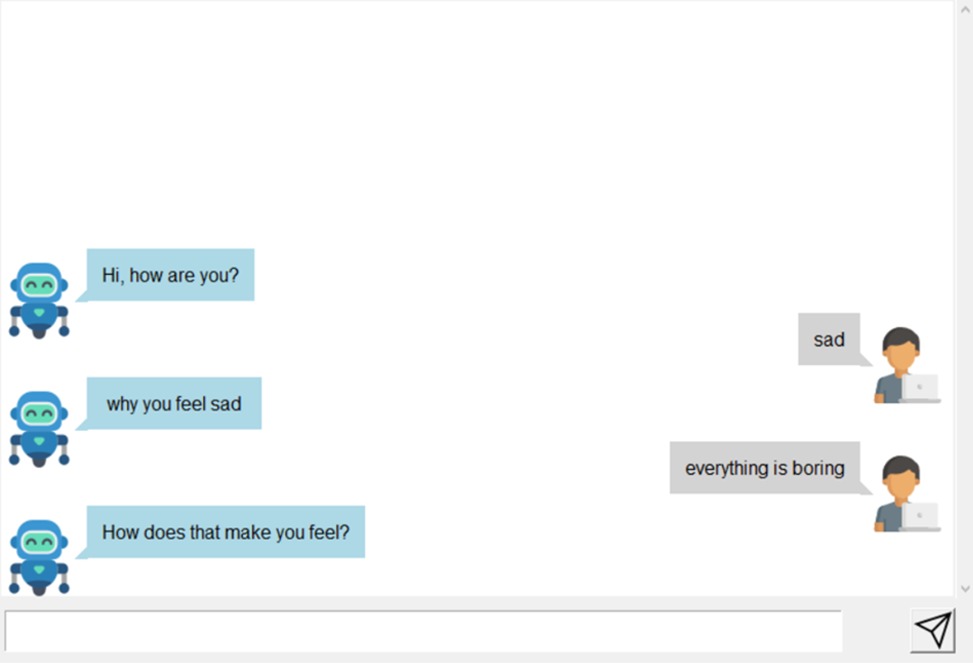 Hi, how are you?
sad
why you feel sad
everything is boring
How does that make you feel?